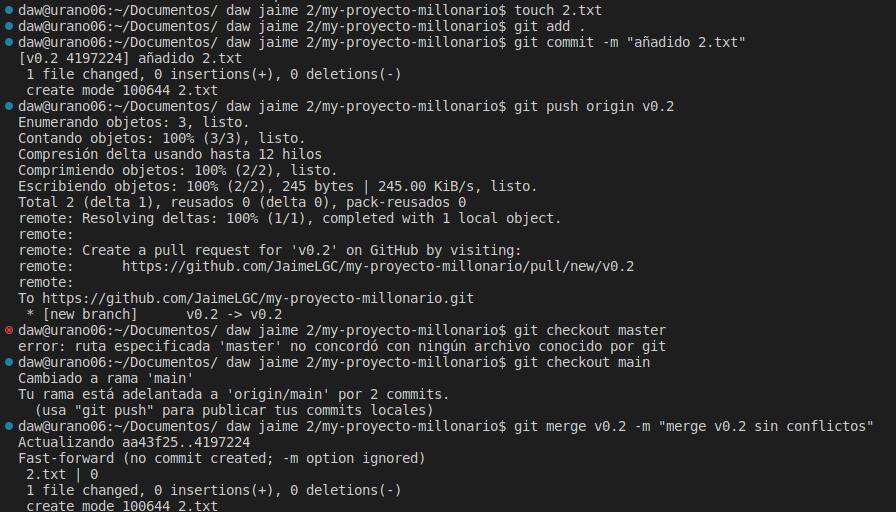 daw@urano06:~/Documentos/ daw jaime 2/my-proyecto-millonario$ touch 2.txt
daw@urano06:~/Documentos/ daw jaime 2/my-proyecto-millonario$ git add .
daw@urano06:~/Documentos/ daw jaime 2/my-proyecto-millonario$ git commit -m "añadido 2.txt"
[v0.2 4197224] añadido 2.txt
 1 file changed, 0 insertions(+), 0 deletions(-)
 create mode 100644 2.txt
daw@urano06:~/Documentos/ daw jaime 2/my-proyecto-millonario$ git push origin v0.2
Enumerando objetos: 3, listo.
Contando objetos: 100% (3/3), listo.
Compresión delta usando hasta 12 hilos
Comprimiendo objetos: 100% (2/2), listo.
Escribiendo objetos: 100% (2/2), 245 bytes | 245.00 KiB/s, listo.
Total 2 (delta 1), reusados 0 (delta 0), pack-reusados 0
remote: Resolving deltas: 100% (1/1), completed with 1 local object.
remote:
remote: Create a pull request for 'v0.2' on GitHub by visiting:
remote:      https://github.com/JaimeLGC/my-proyecto-millonario/pull/new/v0.2
remote:
To https://github.com/JaimeLGC/my-proyecto-millonario.git
 * [new branch]      v0.2 -> v0.2
daw@urano06:~/Documentos/ daw jaime 2/my-proyecto-millonario$ git checkout master
error: ruta especificada 'master' no concordó con ningún archivo conocido por git
daw@urano06:~/Documentos/ daw jaime 2/my-proyecto-millonario$ git checkout main
Cambiado a rama 'main'
Tu rama está adelantada a 'origin/main' por 2 commits.
  (usa "git push" para publicar tus commits locales)
daw@urano06:~/Documentos/ daw jaime 2/my-proyecto-millonario$ git merge v0.2 -m "merge v0.2 sin conflictos"
Actualizando aa43f25..4197224
Fast-forward (no commit created; -m option ignored)
 2.txt | 0
 1 file changed, 0 insertions(+), 0 deletions(-)
 create mode 100644 2.txt